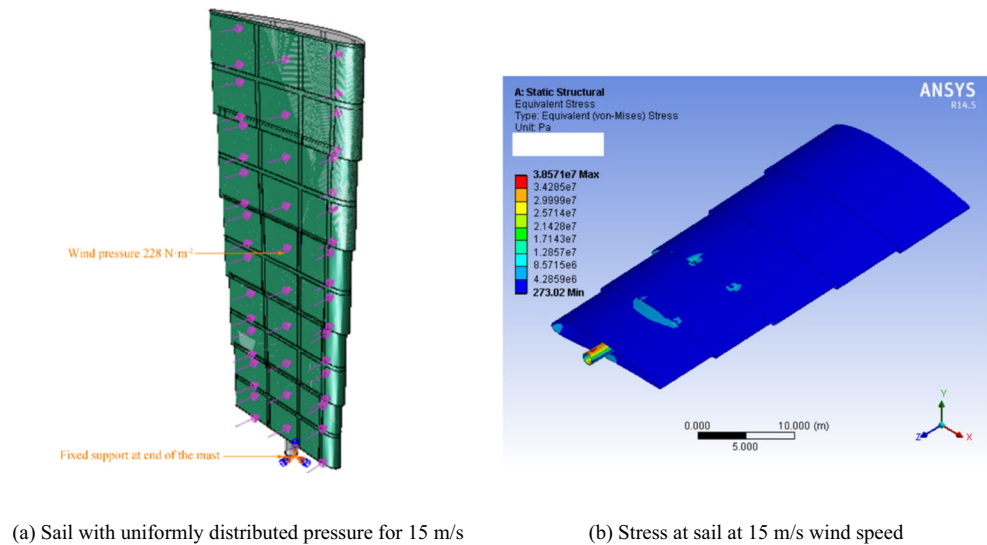 Wind pressure 228 N·m⁻²
Fixed support at end of the mast
A: Static Structural
Equivalent Stress
Type: Equivalent (von-Mises) Stress
Unit: Pa
3.8571e7 Max
3.4285e7
2.9999e7
2.5714e7
2.1428e7
1.7143e7
1.2857e7
8.5715e6
4.2859e6
273.02 Min
ANSYS
R14.5
0.000 10.000 (m)
5.000
Y
Z X
(a) Sail with uniformly distributed pressure for 15 m/s
(b) Stress at sail at 15 m/s wind speed